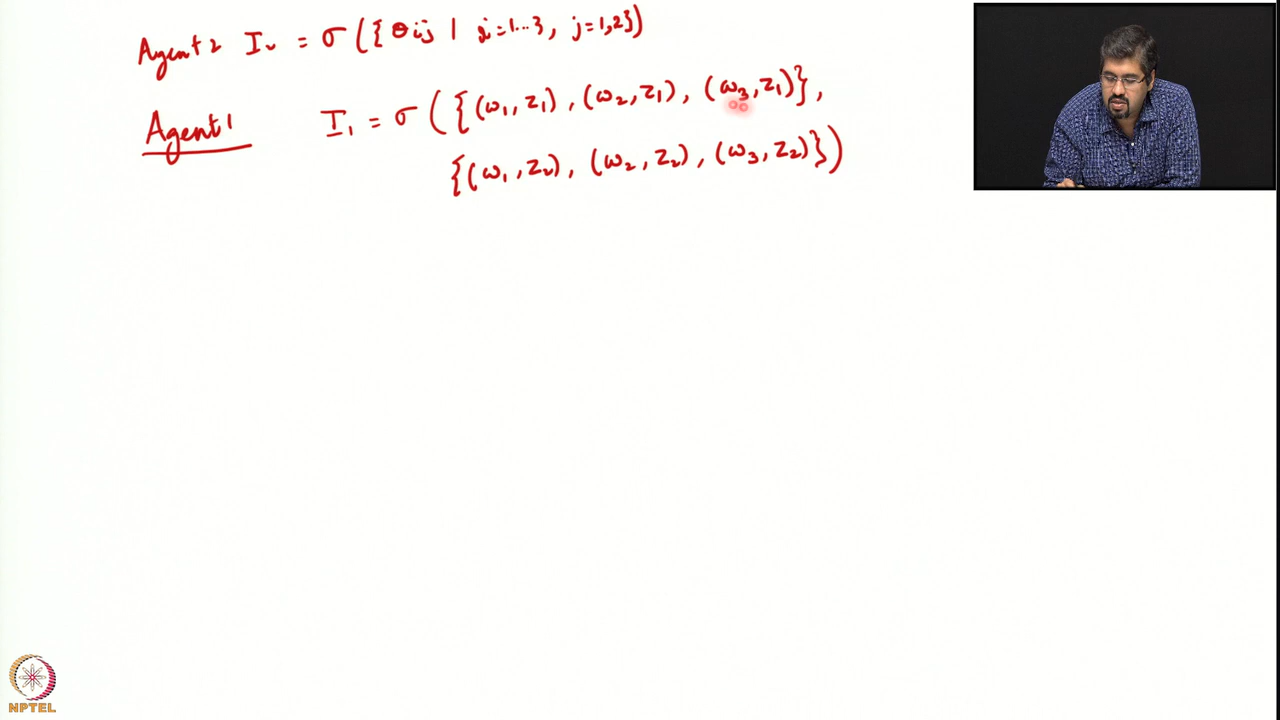 Agent 2 I₂ = σ ({θij | i=1...3, j=1,2})
Agent 1 I₁ = σ ({(ω₁,z₁), (ω₂,z₁), (ω₃,z₁)},
{(ω₁,z₂), (ω₂,z₂), (ω₃,z₂)})
NPTEL